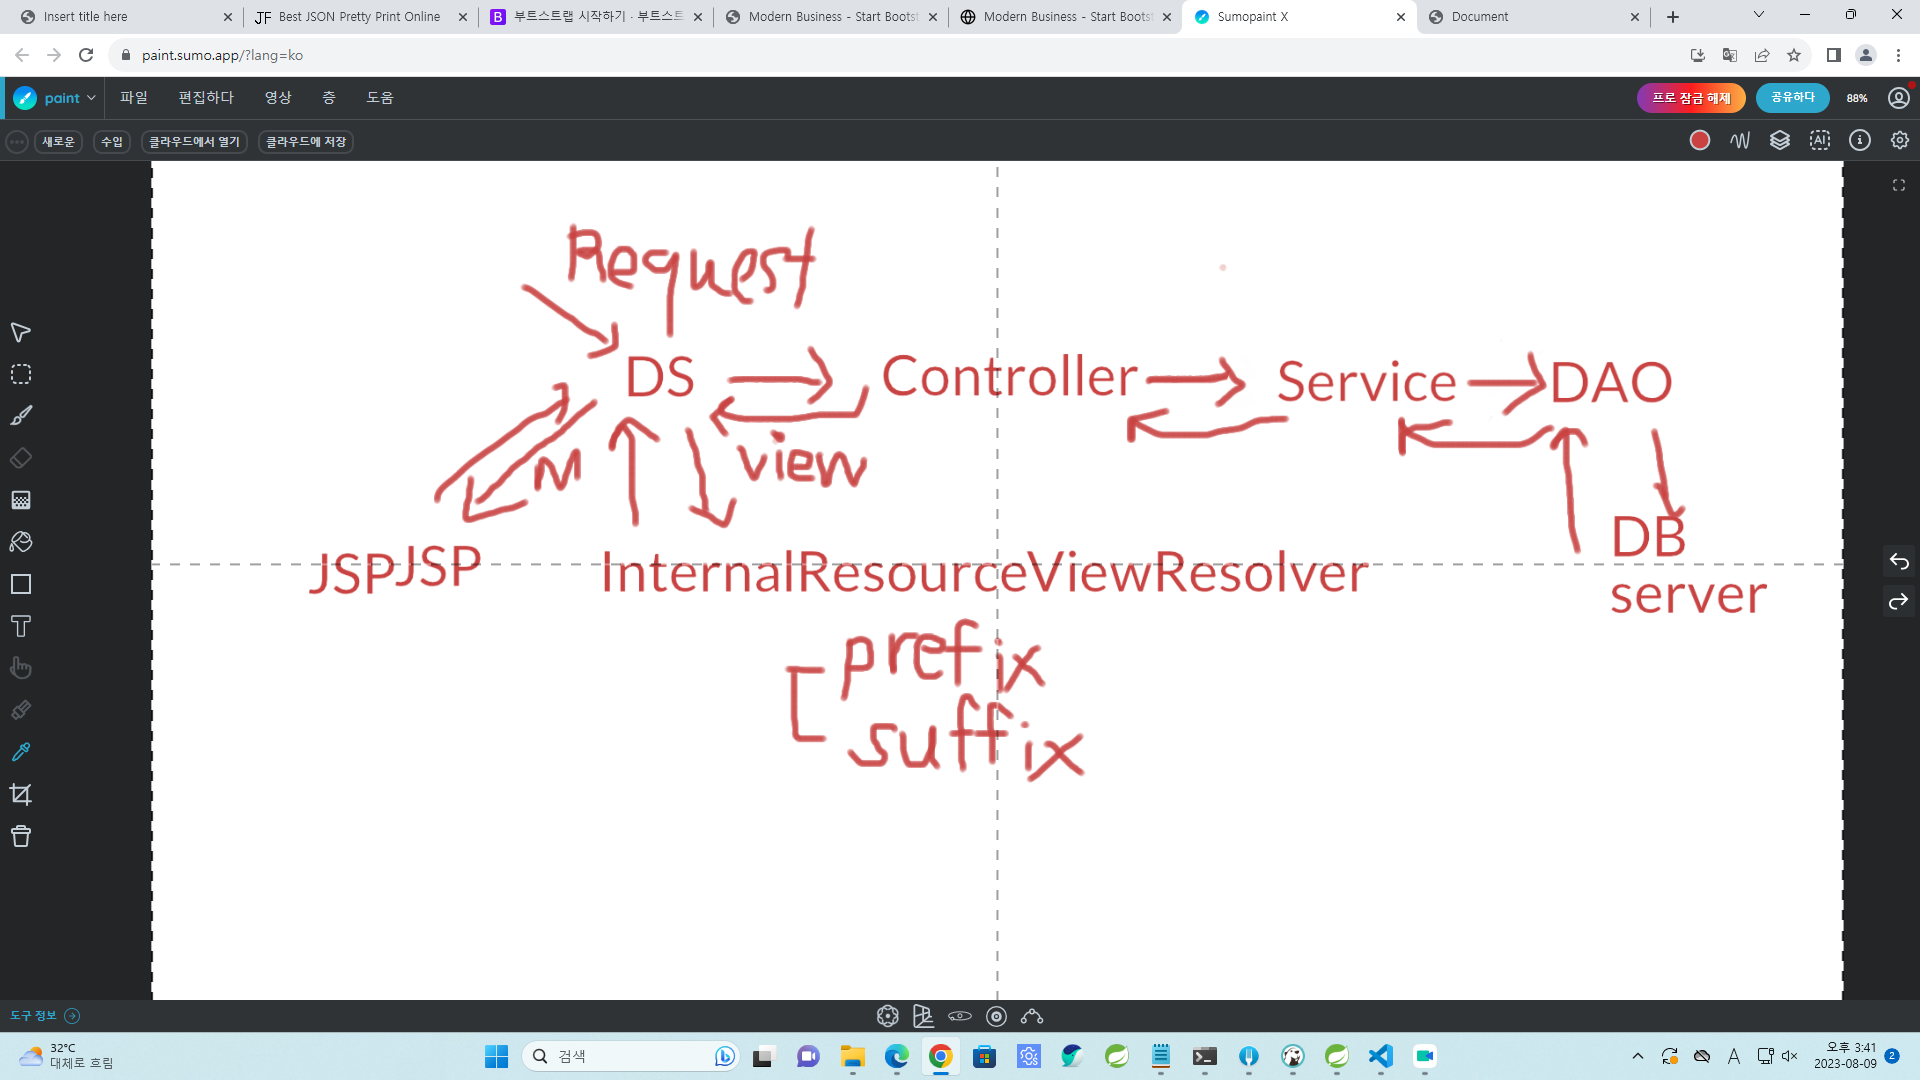 Insert title here
JF Best JSON Pretty Print Online
B 부트스트랩 시작하기 · 부트스트
Modern Business - Start Bootst
Modern Business - Start Bootst
Sumopaint X
Document
paint.sumo.app/?lang=ko
paint 파일 편집하다 영상 층 도움
프로 잠금 해제 공유하다 88%
새로운 수입 클라우드에서 열기 클라우드에 저장
AI
Request
DS Controller Service DAO
M view
JSPJSP InternalResourceViewResolver
DB
server
prefix
suffix
도구 정보
32°C
대체로 흐림
검색
A
오후 3:41
2023-08-09
2